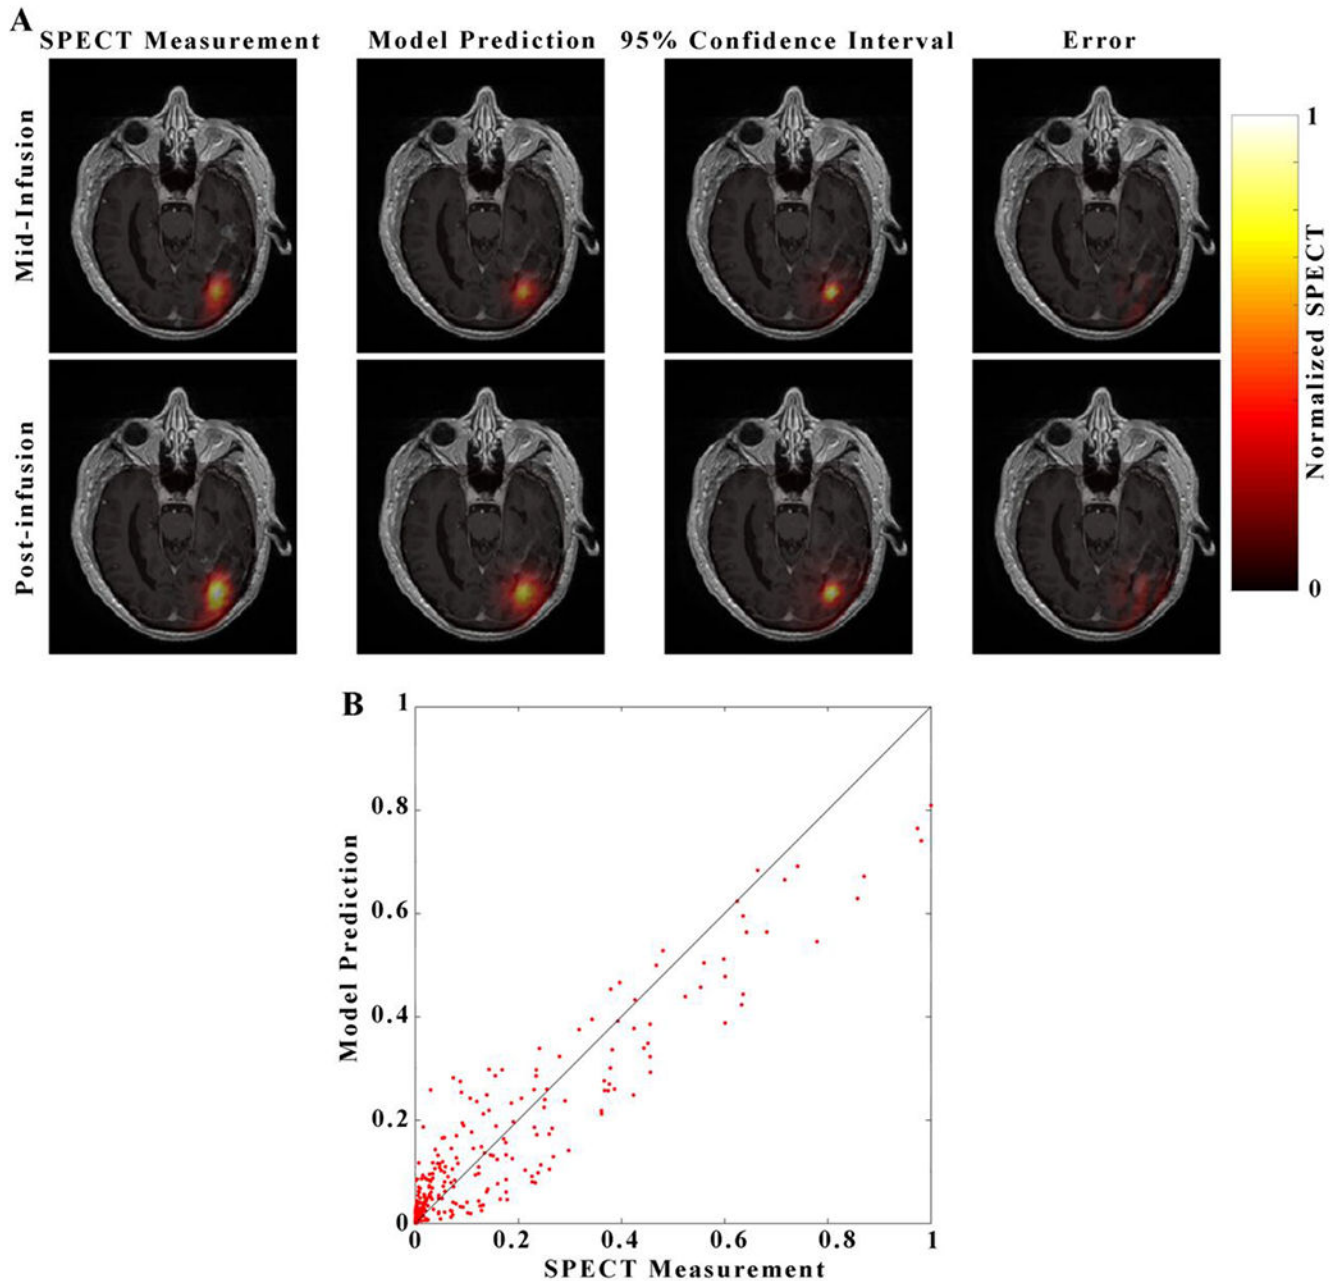 A
SPECT Measurement Model Prediction 95% Confidence Interval Error
Mid-Infusion
Post-infusion
1
Normalized SPECT
0
B
1
0.8
0.6
0.4
0.2
0
Model Prediction
0 0.2 0.4 0.6 0.8 1
SPECT Measurement